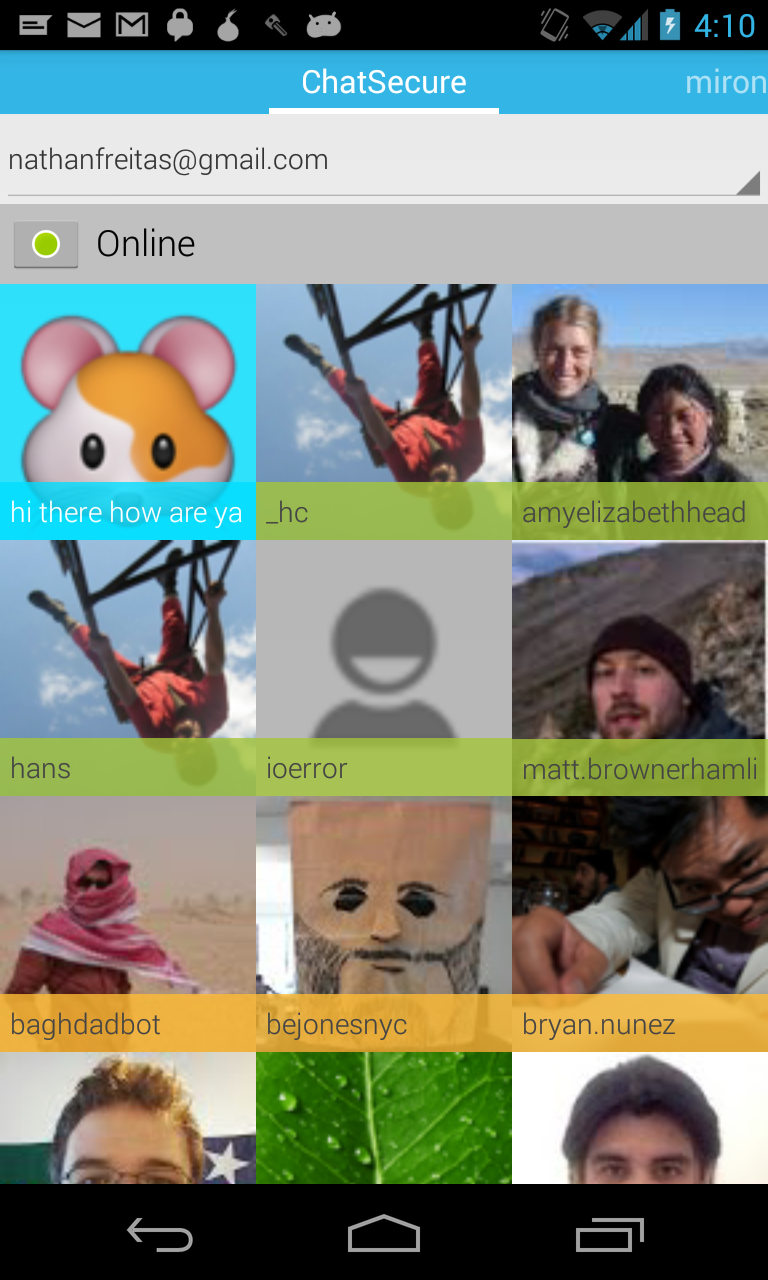 4:10
ChatSecure miron
nathanfreitas@gmail.com
Online
hi there how are ya _hc amyelizabethhead
hans ioerror matt.brownerhamli
baghdadbot bejonesnyc bryan.nunez